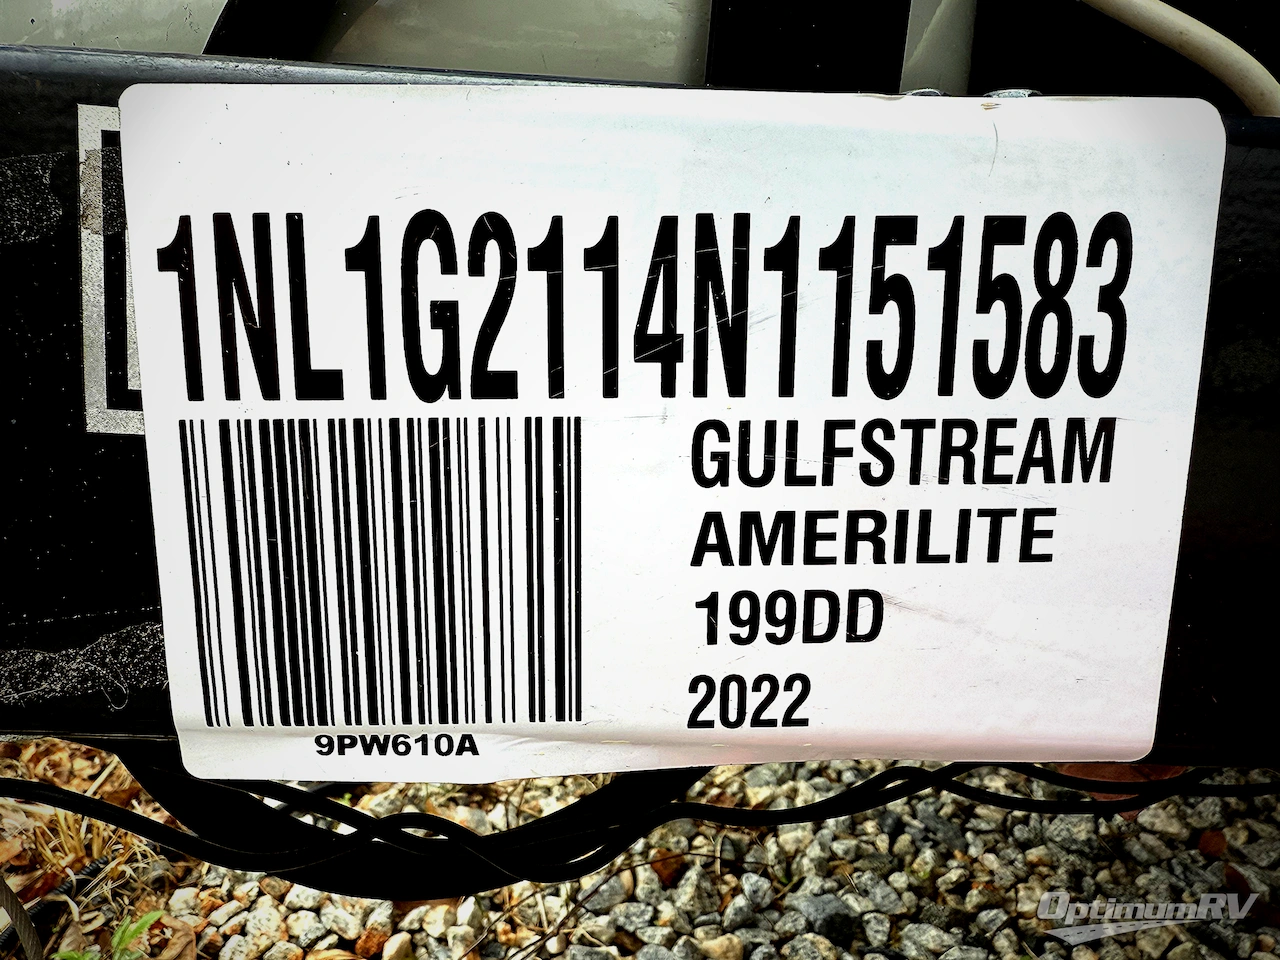 1NL1G2114N1151583
GULFSTREAM
AMERILITE
199DD
2022
9PW610A
OptimumRV